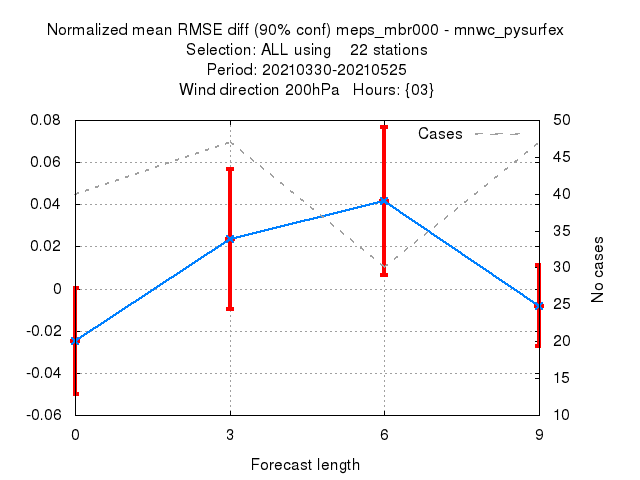 Normalized mean RMSE diff (90% conf) meps_mbr000 - mnwc_pysurfex
Selection: ALL using    22 stations
Period: 20210330-20210525
Wind direction 200hPa   Hours: {03}
Cases
0.08
0.06
0.04
0.02
0
-0.02
-0.04
-0.06
50
45
40
35
30
25
20
15
10
No cases
0 3 6 9
Forecast length